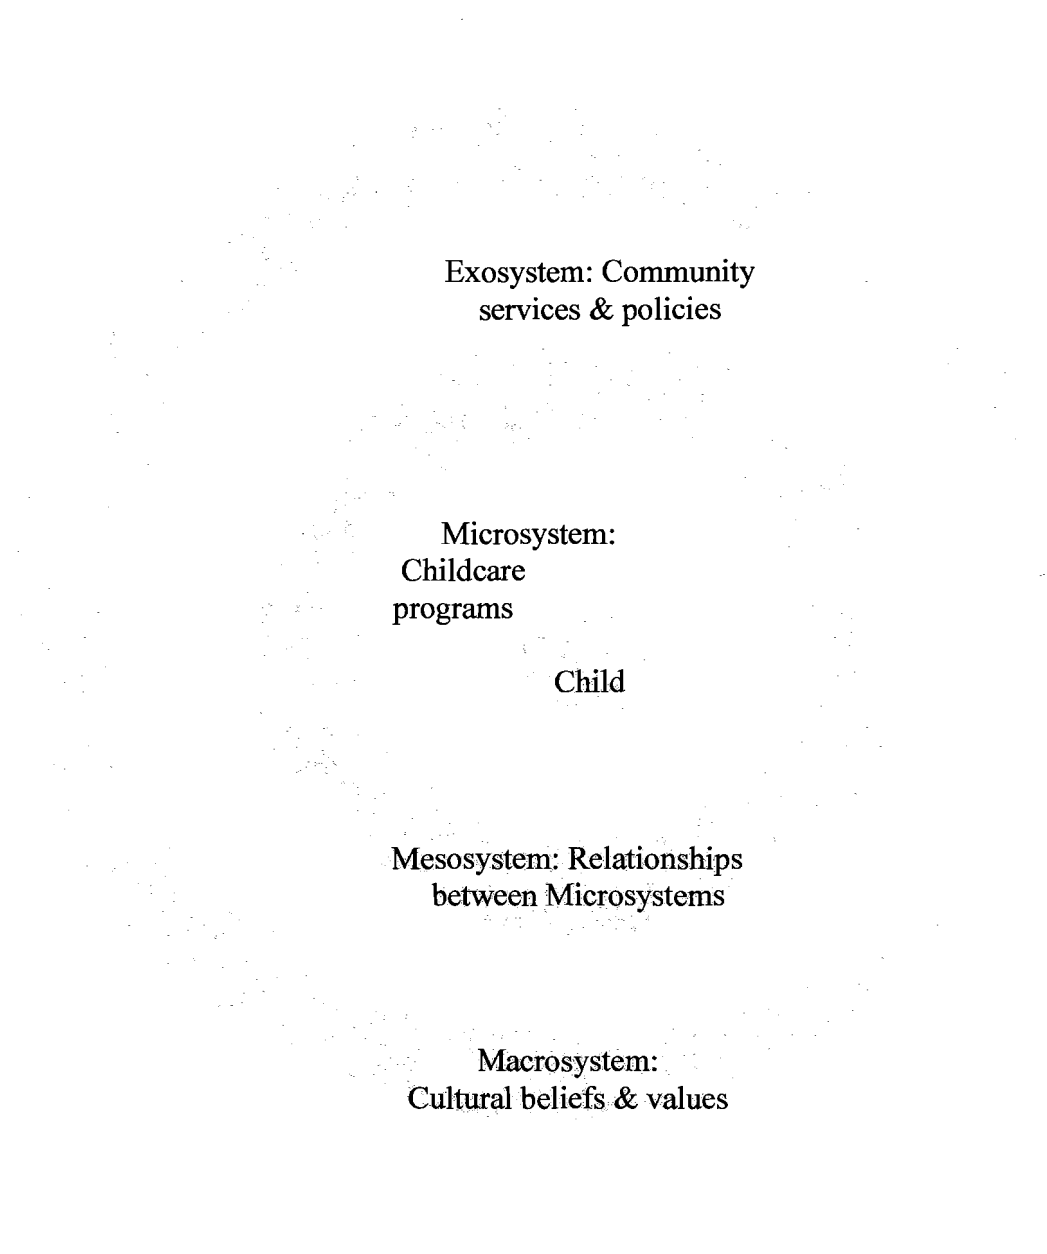 Exosystem: Community
services & policies
Microsystem:
Childcare
programs
Child
Mesosystem: Relationships
between Microsystems
Macrosystem:
Cultural beliefs & values